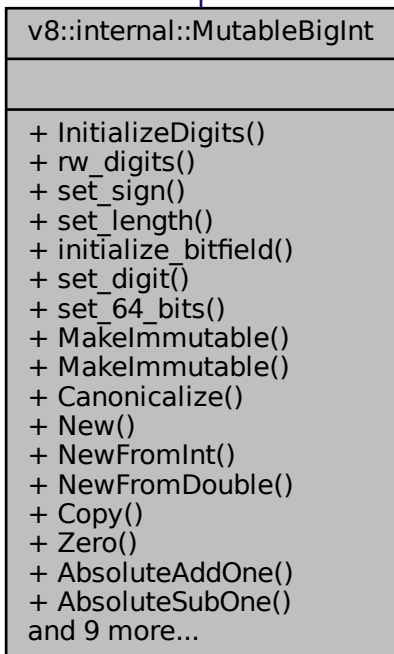 v8::internal::MutableBigInt
+ InitializeDigits()
+ rw_digits()
+ set_sign()
+ set_length()
+ initialize_bitfield()
+ set_digit()
+ set_64_bits()
+ MakeImmutable()
+ MakeImmutable()
+ Canonicalize()
+ New()
+ NewFromInt()
+ NewFromDouble()
+ Copy()
+ Zero()
+ AbsoluteAddOne()
+ AbsoluteSubOne()
and 9 more...